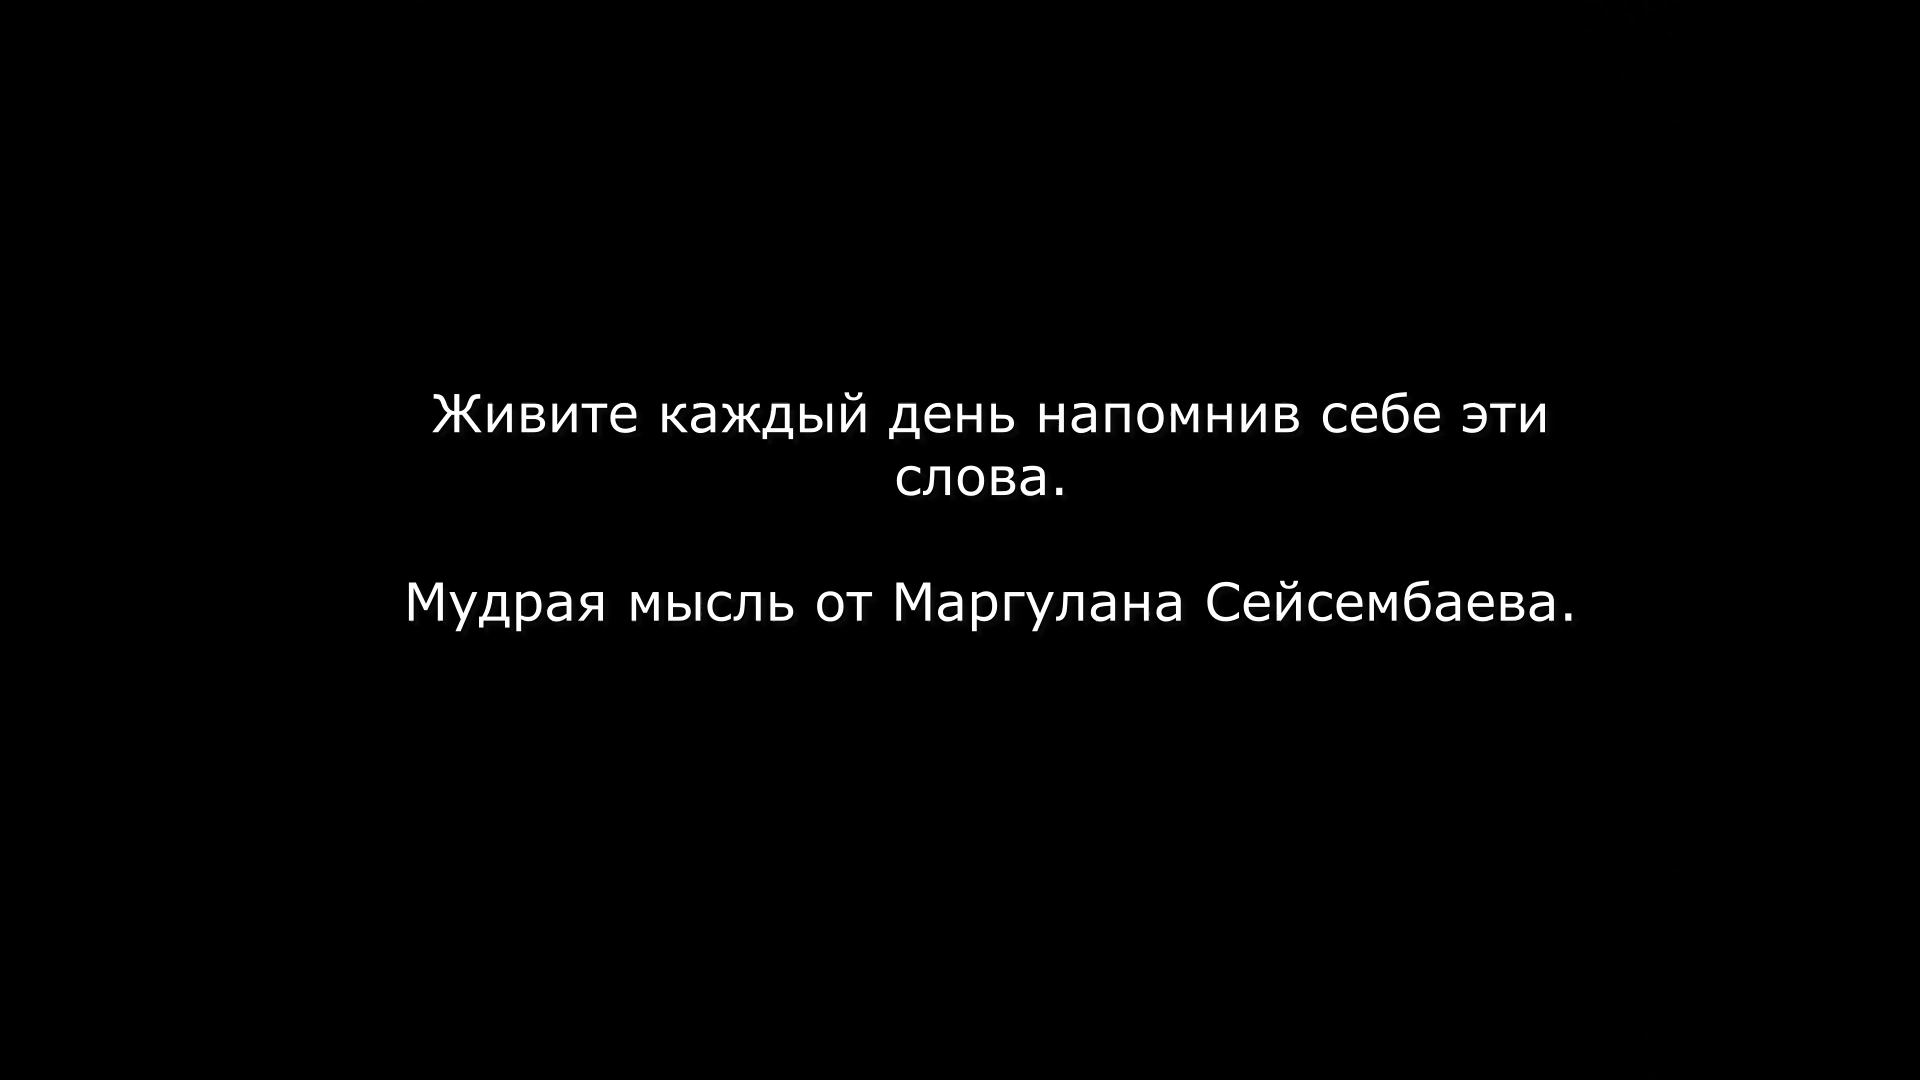 Живите каждый день напомнив себе эти
слова.
Мудрая мысль от Маргулана Сейсембаева.